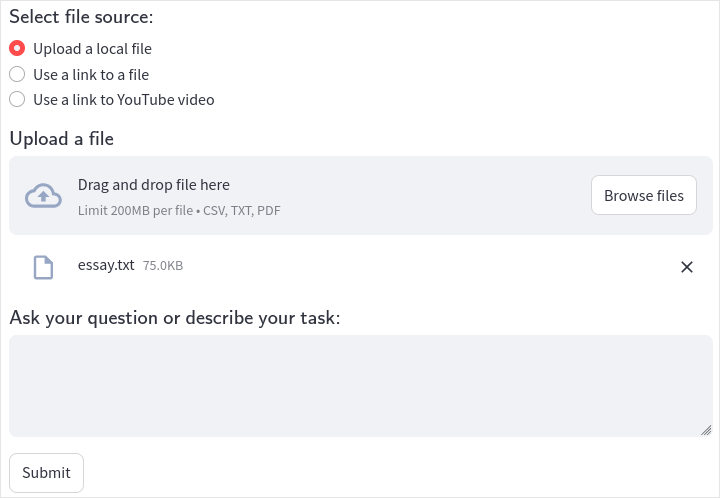 Select file source:
Upload a local file
Use a link to a file
Use a link to YouTube video
Upload a file
Drag and drop file here
Limit 200MB per file • CSV, TXT, PDF
Browse files
essay.txt 75.0KB
Ask your question or describe your task:
Submit